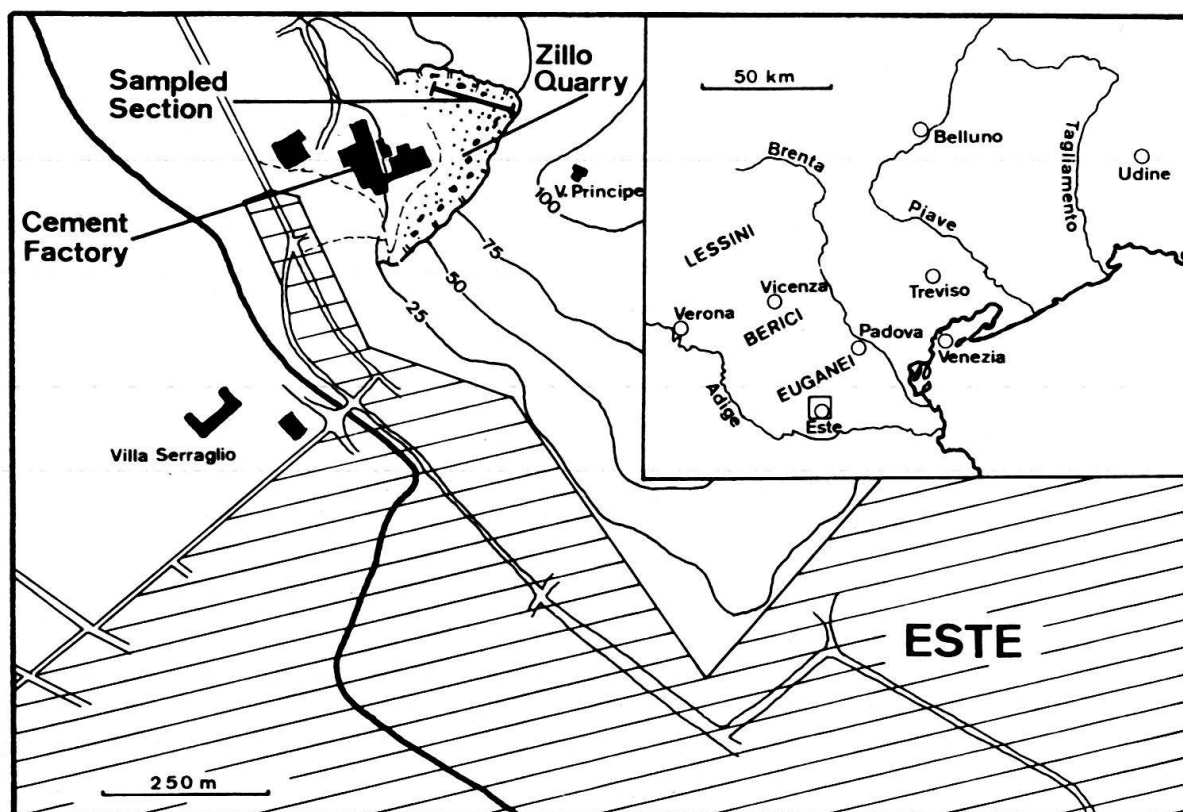 Sampled
Section
Zillo
Quarry
Cement
Factory
V. Principe
100
75
50
25
Villa Serraglio
ESTE
250 m
50 km
Belluno
Udine
Tagliamento
Brenta
Piave
LESSINI
Vicenza
Treviso
Verona
BERICI
Padova
Venezia
EUGANEI
Adige
Este